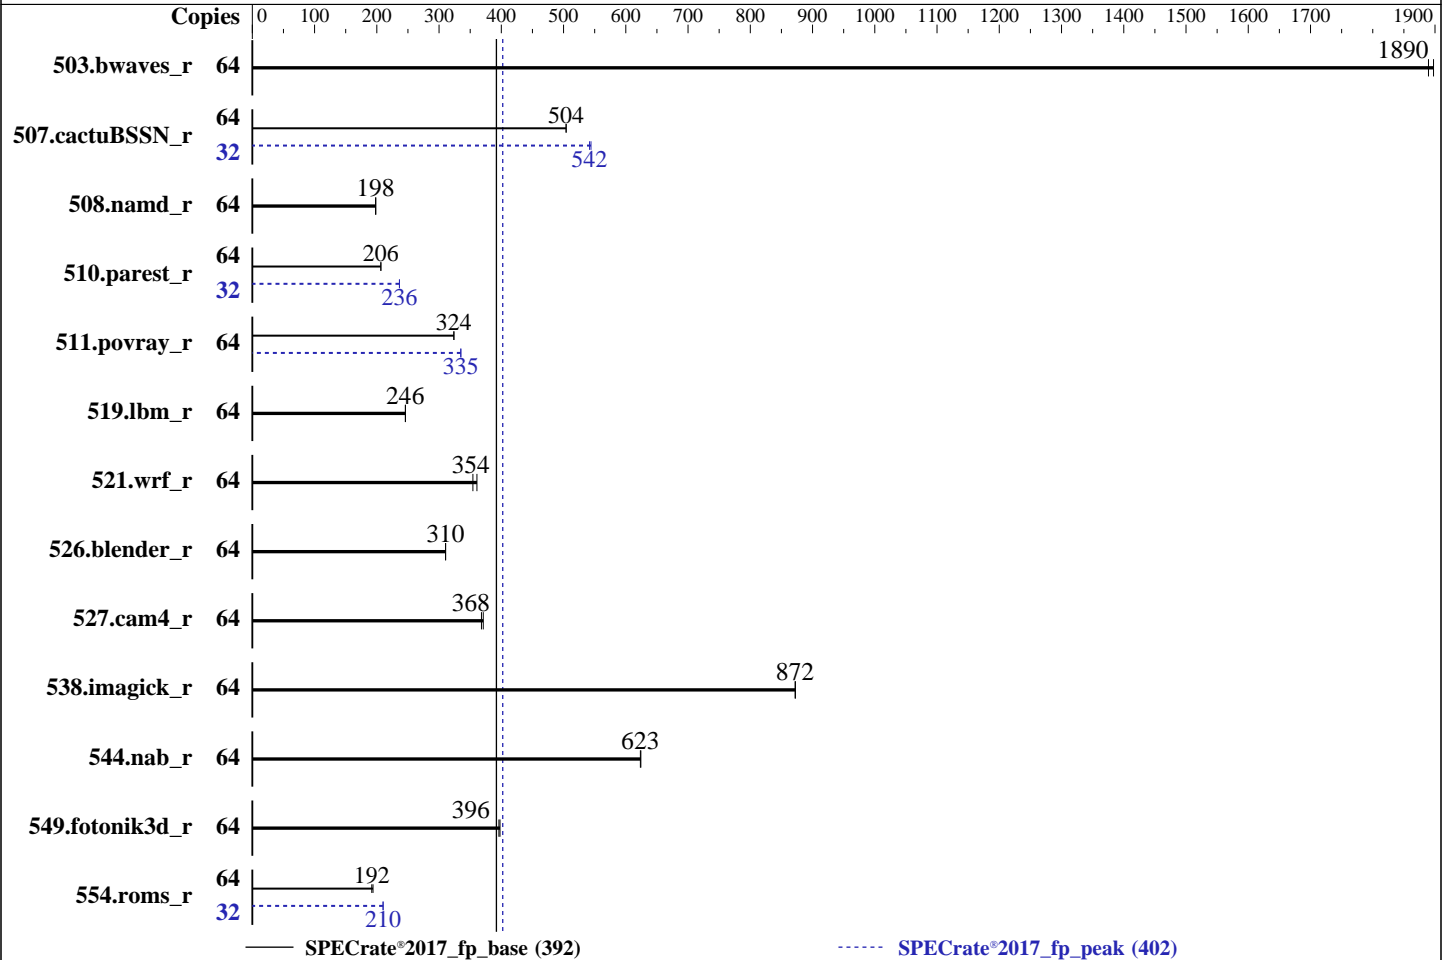 Copies 0 100 200 300 400 500 600 700 800 900 1000 1100 1200 1300 1400 1500 1600 1700 1900
503.bwaves_r 64 1890
507.cactuBSSN_r 64 504
32 542
508.namd_r 64 198
510.parest_r 64 206
32 236
511.povray_r 64 324
335
519.lbm_r 64 246
521.wrf_r 64 354
526.blender_r 64 310
527.cam4_r 64 368
538.imagick_r 64 872
544.nab_r 64 623
549.fotonik3d_r 64 396
554.roms_r 64 192
32 210
SPECrate®2017_fp_base (392) SPECrate®2017_fp_peak (402)